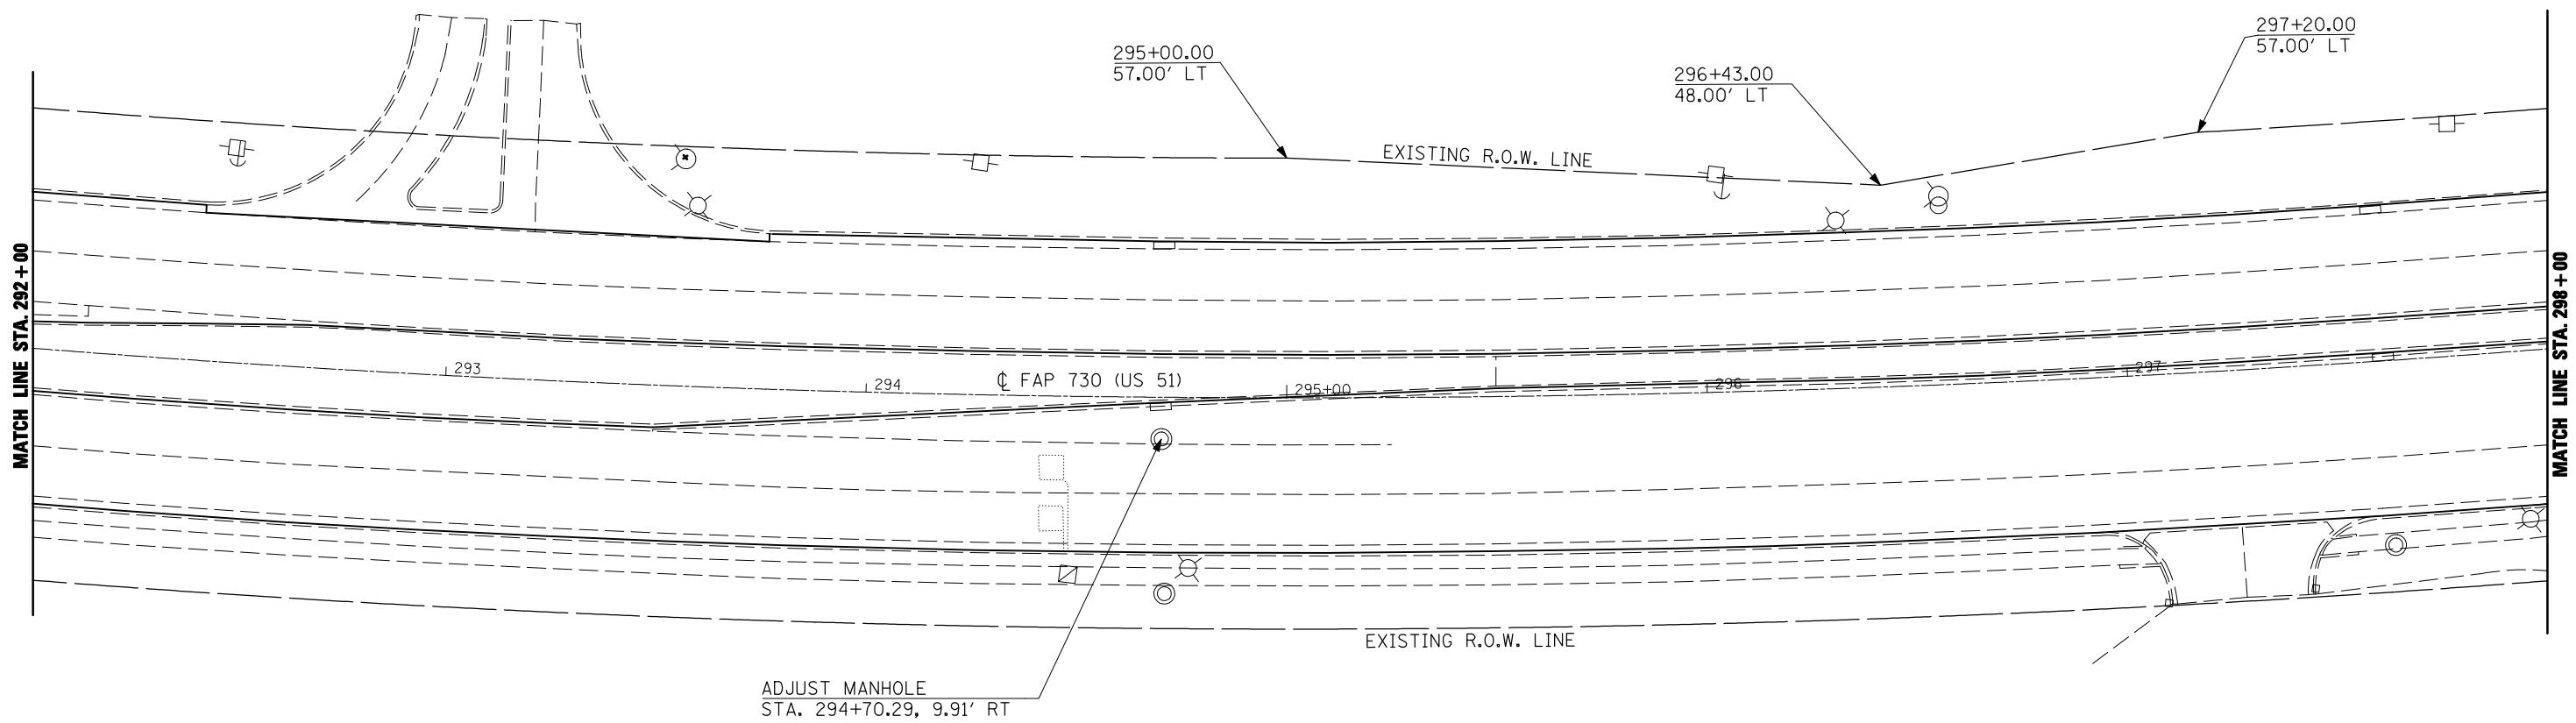 297+20.00
57.00' LT
295+00.00
57.00' LT
296+43.00
48.00' LT
EXISTING R.O.W. LINE
MATCH LINE STA. 292+00
MATCH LINE STA. 298+00
293
294
℄ FAP 730 (US 51)
295+00
296
297
EXISTING R.O.W. LINE
ADJUST MANHOLE
STA. 294+70.29, 9.91' RT